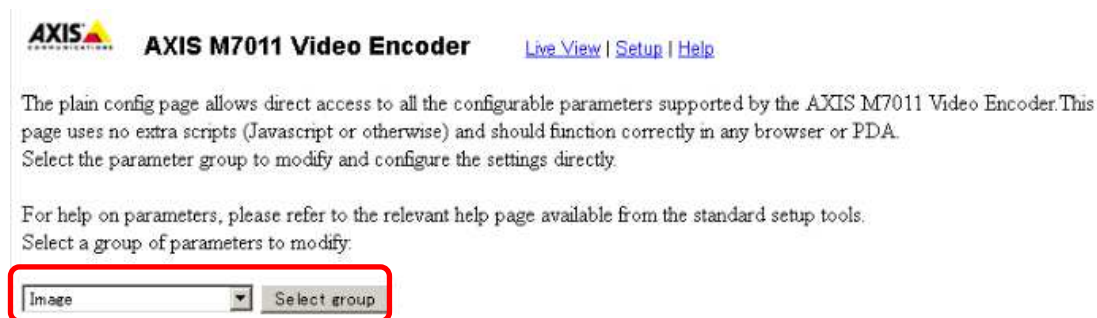 AXIS
COMMUNICATIONS
AXIS M7011 Video Encoder
Live View | Setup | Help
The plain config page allows direct access to all the configurable parameters supported by the AXIS M7011 Video Encoder.This
page uses no extra scripts (Javascript or otherwise) and should function correctly in any browser or PDA.
Select the parameter group to modify and configure the settings directly.
For help on parameters, please refer to the relevant help page available from the standard setup tools.
Select a group of parameters to modify:
Image
Select group